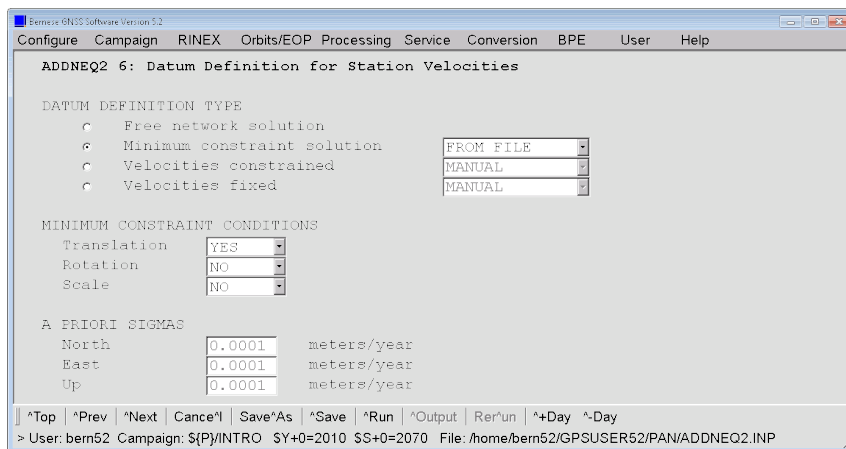 Bernese GNSS Software Version 5.2
Configure Campaign RINEX Orbits/EOP Processing Service Conversion BPE User Help
ADDNEQ2 6: Datum Definition for Station Velocities
DATUM DEFINITION TYPE
Free network solution
Minimum constraint solution FROM FILE
Velocities constrained MANUAL
Velocities fixed MANUAL
MINIMUM CONSTRAINT CONDITIONS
Translation YES
Rotation NO
Scale NO
A PRIORI SIGMAS
North 0.0001 meters/year
East 0.0001 meters/year
Up 0.0001 meters/year
^Top | ^Prev | ^Next | Cance^l | Save^As | ^Save | ^Run | ^Output | Rer^un | ^+Day ^-Day
> User: bern52 Campaign: ${P}/INTRO $Y+0=2010 $S+0=2070 File: /home/bern52/GPSUSER52/PAN/ADDNEQ2.INP